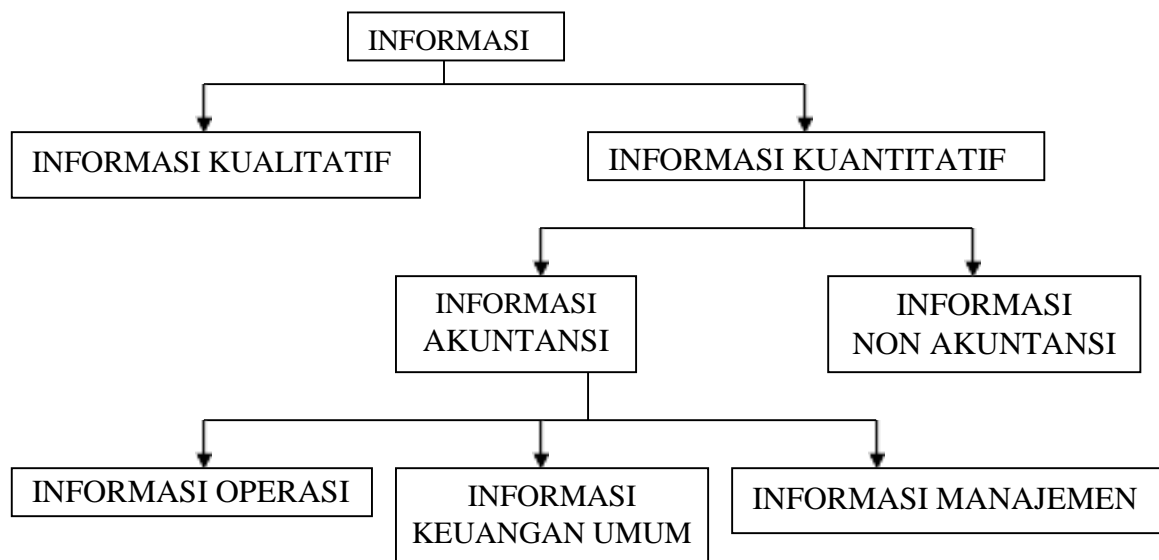 INFORMASI
INFORMASI KUALITATIF
INFORMASI KUANTITATIF
INFORMASI
AKUNTANSI
INFORMASI
NON AKUNTANSI
INFORMASI OPERASI
INFORMASI
KEUANGAN UMUM
INFORMASI MANAJEMEN